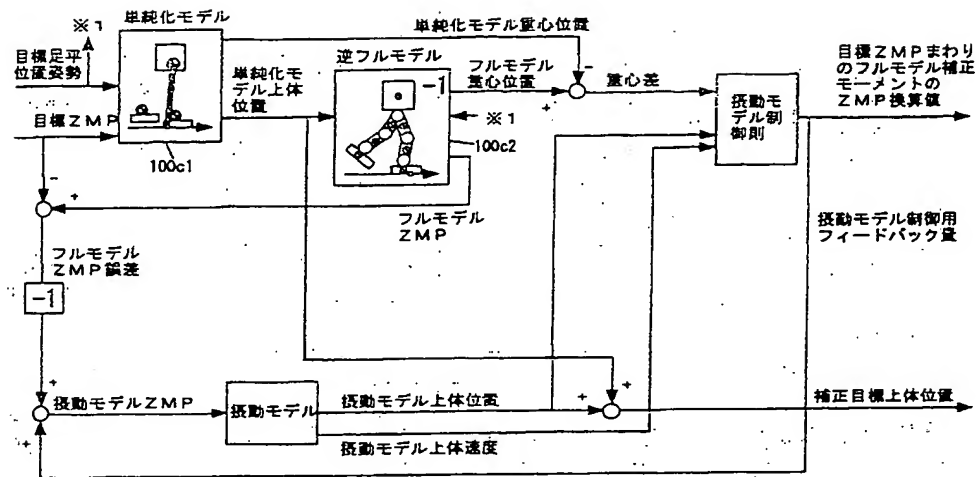 ※1
単純化モデル
単純化モデル重心位置
目標足平
位置姿勢
目標ZMP
100c1
単純化モ
デル上体
位置
逆フルモデル
-1
100c2
フルモデル
重心位置
※1
重心差
摂動モ
デル制
御則
目標ZMPまわり
のフルモデル補正
モーメントの
ZMP換算値
フルモデル
ZMP
摂動モデル制御用
フィードバック量
フルモデル
ZMP誤差
-1
摂動モデルZMP
摂動モデル
摂動モデル上体位置
摂動モデル上体速度
補正目標上体位置
-
+
-
+
+
+
+
+